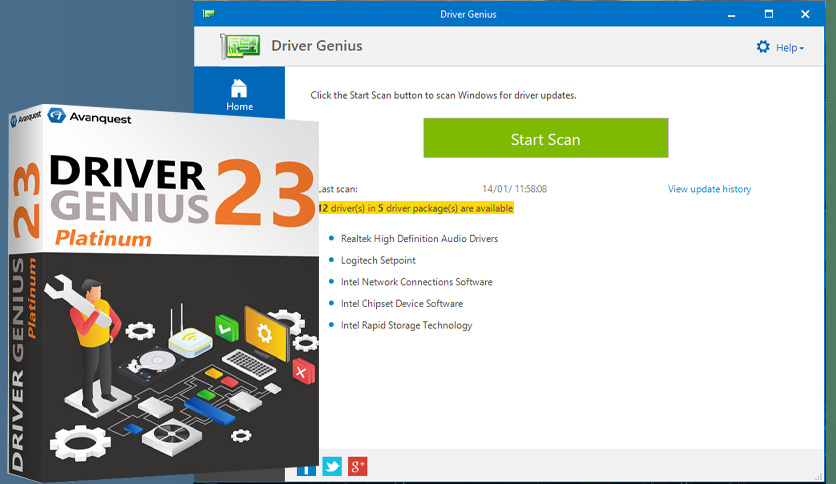 Driver Genius
Driver Genius
Help
Home
Click the Start Scan button to scan Windows for driver updates.
Start Scan
Last scan:
14/01/ 11:58:08
View update history
12 driver(s) in 5 driver package(s) are available
Realtek High Definition Audio Drivers
Logitech Setpoint
Intel Network Connections Software
Intel Chipset Device Software
Intel Rapid Storage Technology
Avanquest
DRIVER
GENIUS 23
Platinum
Avanquest
23
DRIVER GENIUS
Platinum
g+